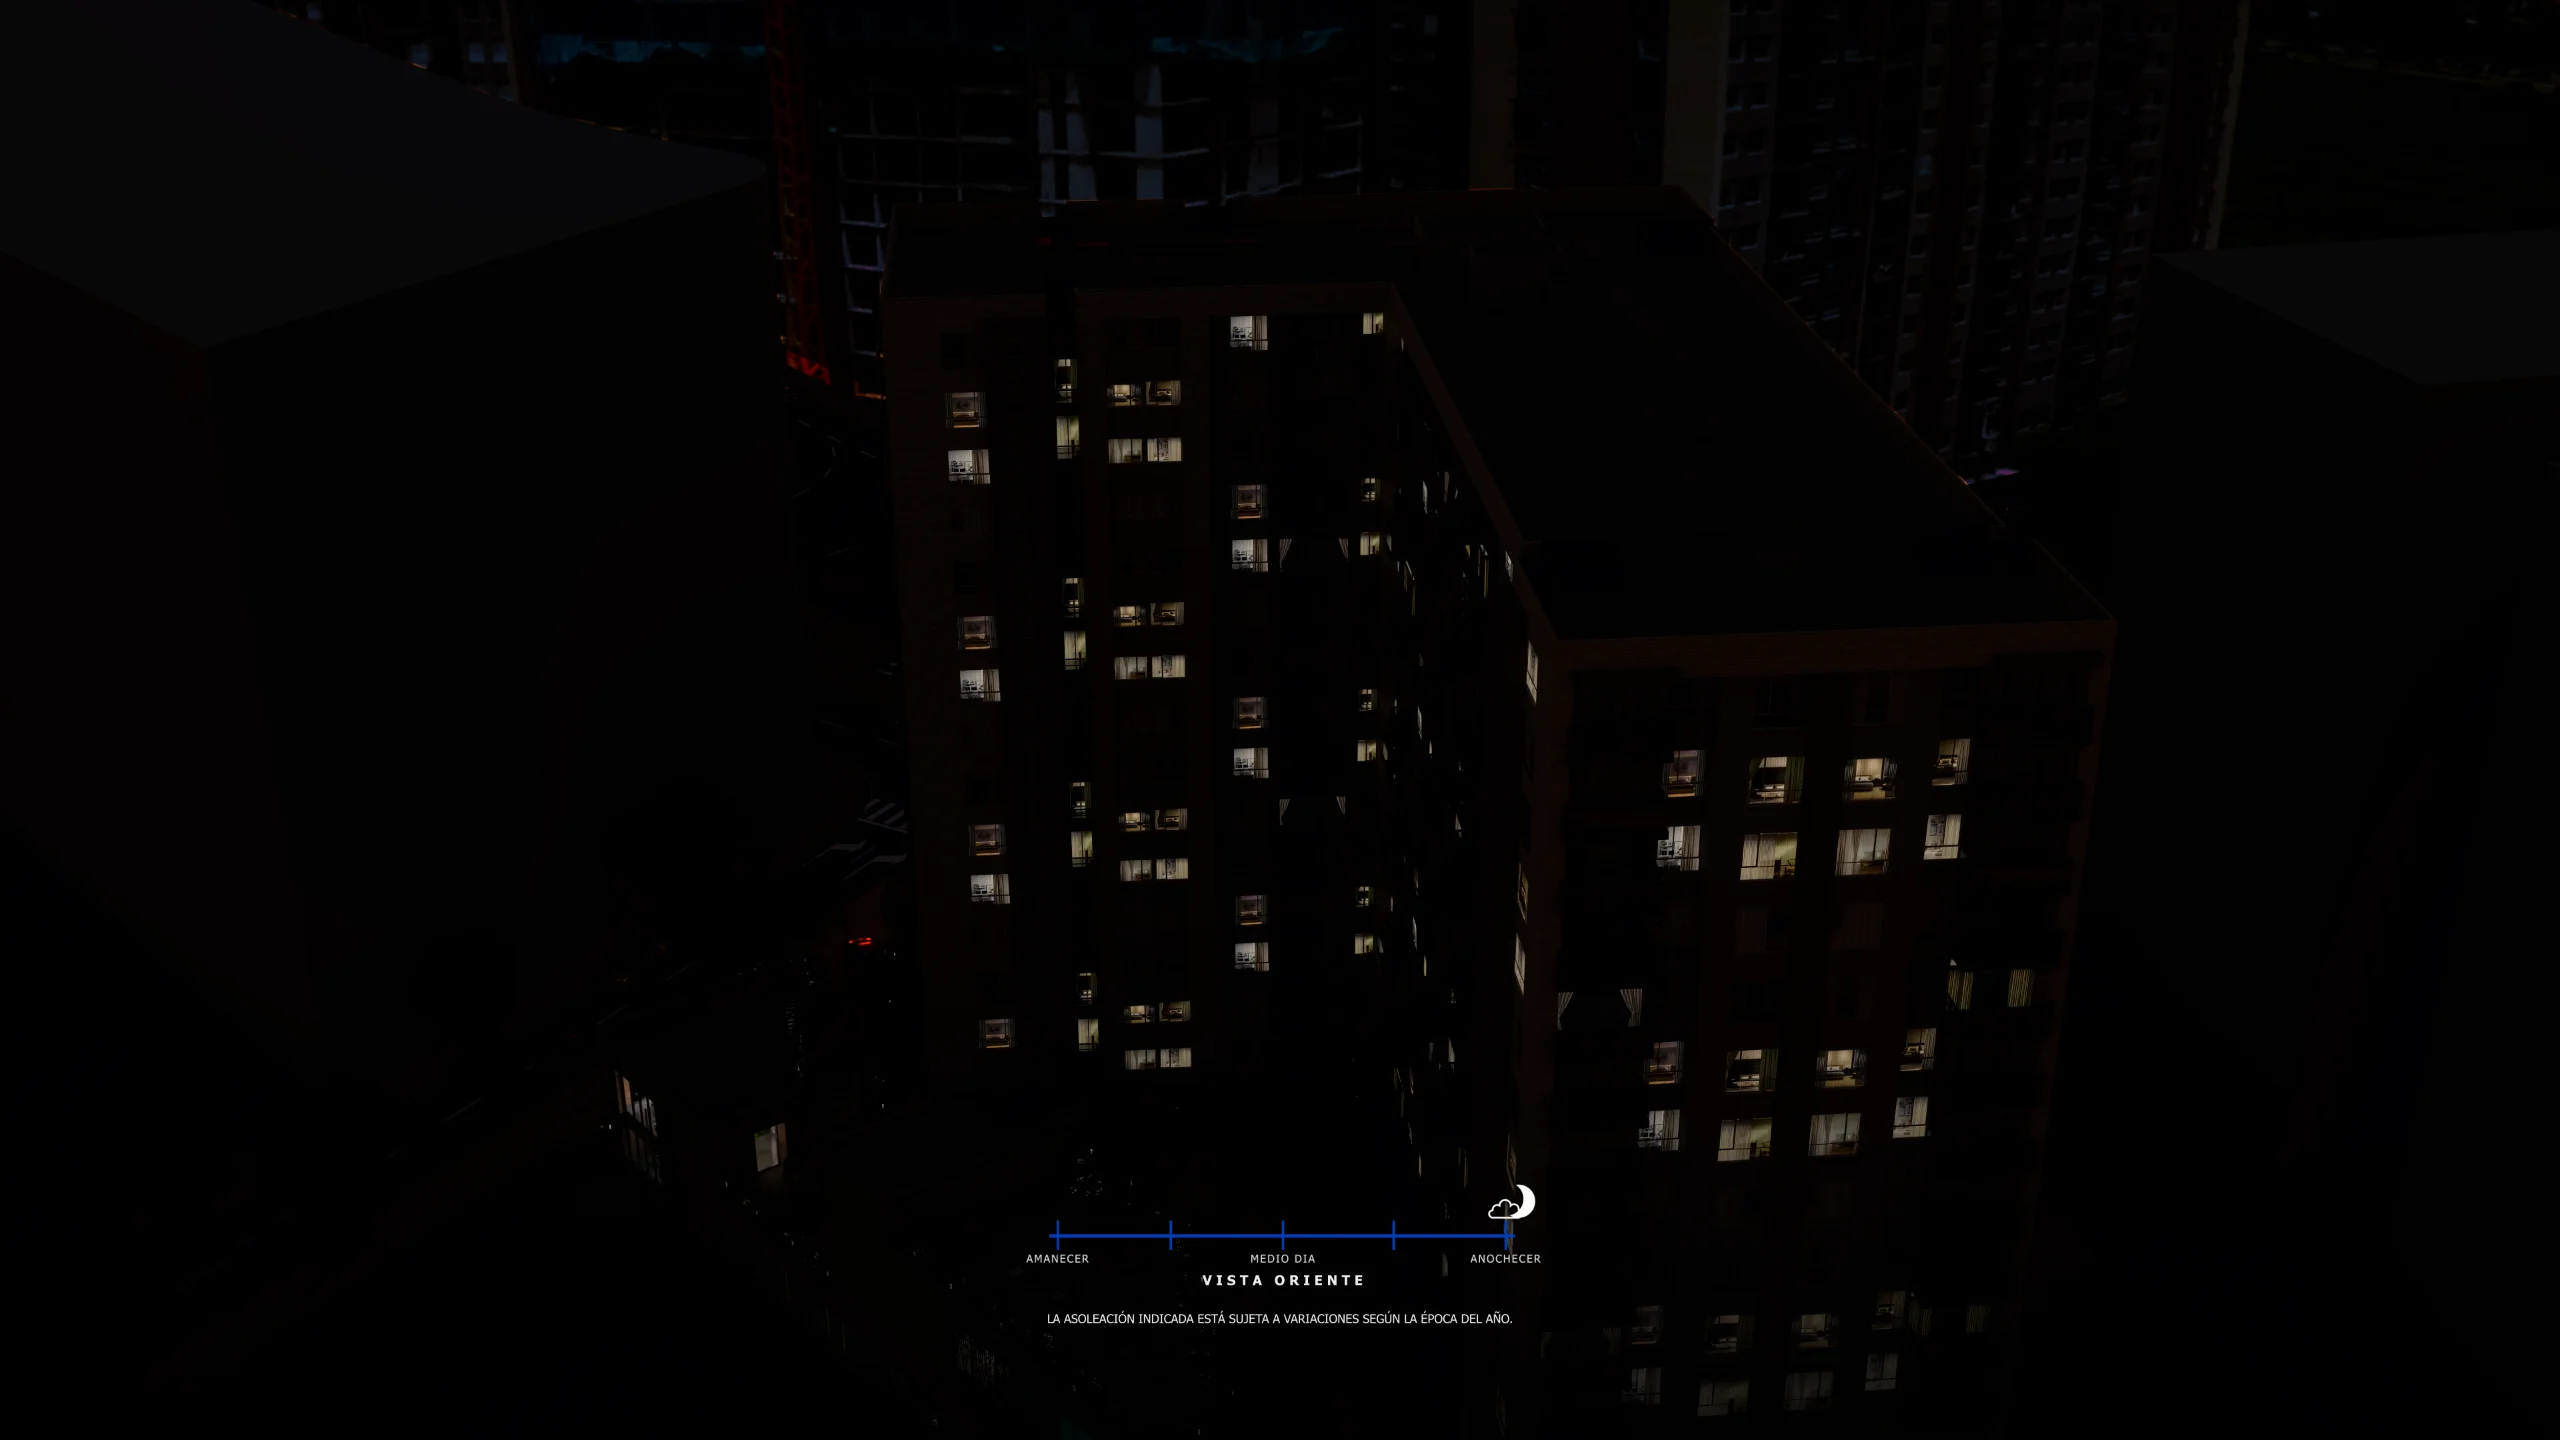 AMANECER MEDIO DIA ANOCHECER
VISTA ORIENTE
LA ASOLEACIÓN INDICADA ESTÁ SUJETA A VARIACIONES SEGÚN LA ÉPOCA DEL AÑO.